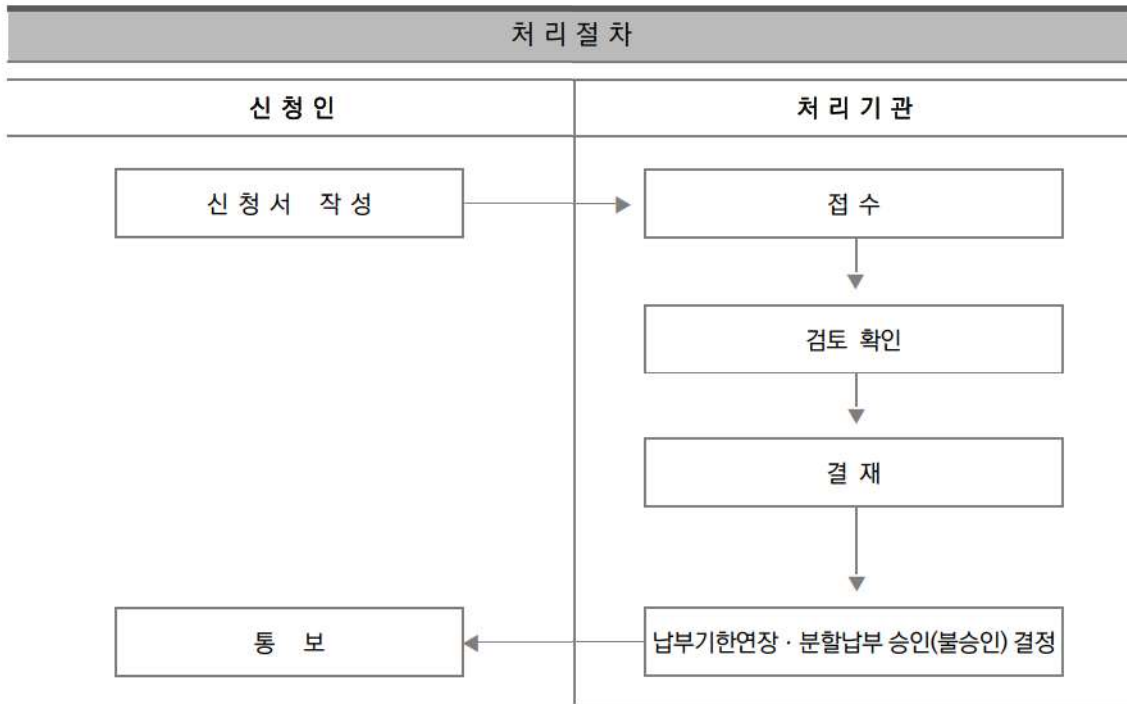 처 리 절 차
신 청 인
처 리 기 관
신 청 서 작 성
접 수
검토 확인
결 재
통 보
납부기한연장 · 분할납부 승인(불승인) 결정